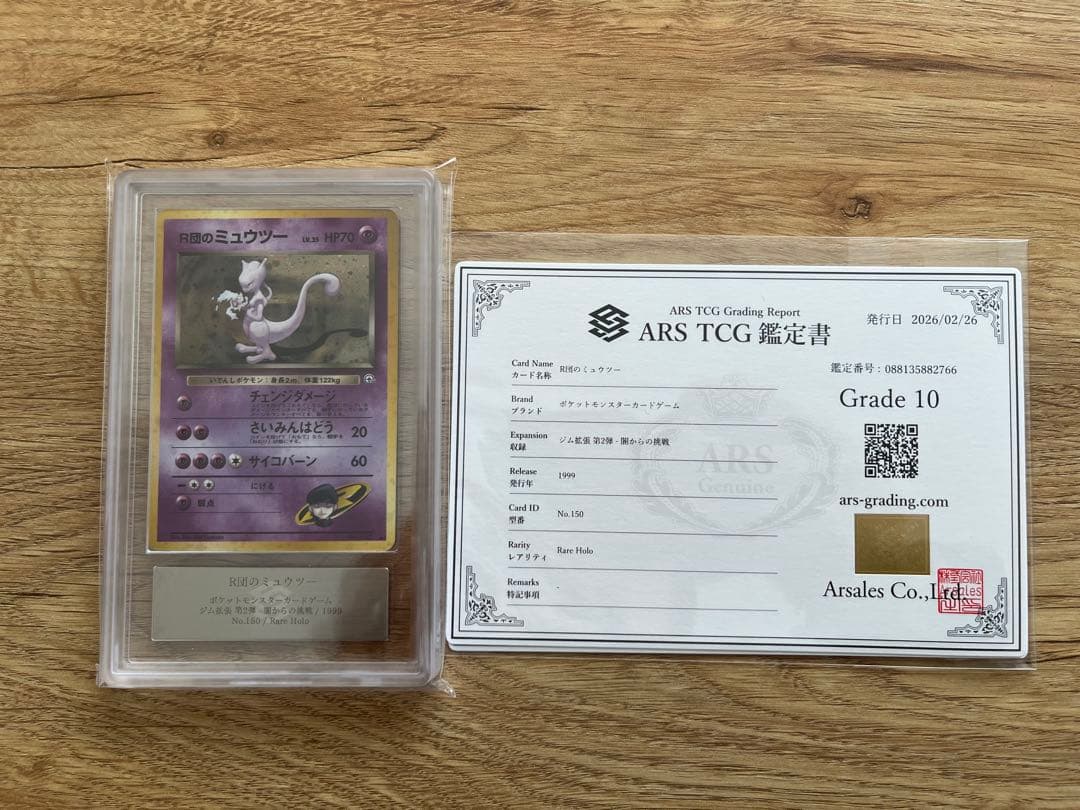 R団のミュウツー LV.35 HP70
いでんしポケモン:身長2m 体重122kg
チェンジダメージ
さいみんはどう 20
サイコバーン 60
にげる
弱点
R団のミュウツー
ポケットモンスターカードゲーム
ジム拡張 第2弾 - 闇からの挑戦 / 1999
No.150 / Rare Holo
ARS TCG Grading Report
ARS TCG 鑑定書
発行日 2026/02/26
鑑定番号:088135882766
Grade 10
Card Name
カード名称 R団のミュウツー
Brand
ブランド ポケットモンスターカードゲーム
Expansion
収録 ジム拡張 第2弾 - 闇からの挑戦
Release
発行年 1999
Card ID
型番 No.150
Rarity
レアリティ Rare Holo
Remarks
特記事項 -
ARS
Genuine
ars-grading.com
Arsales Co.,Ltd.